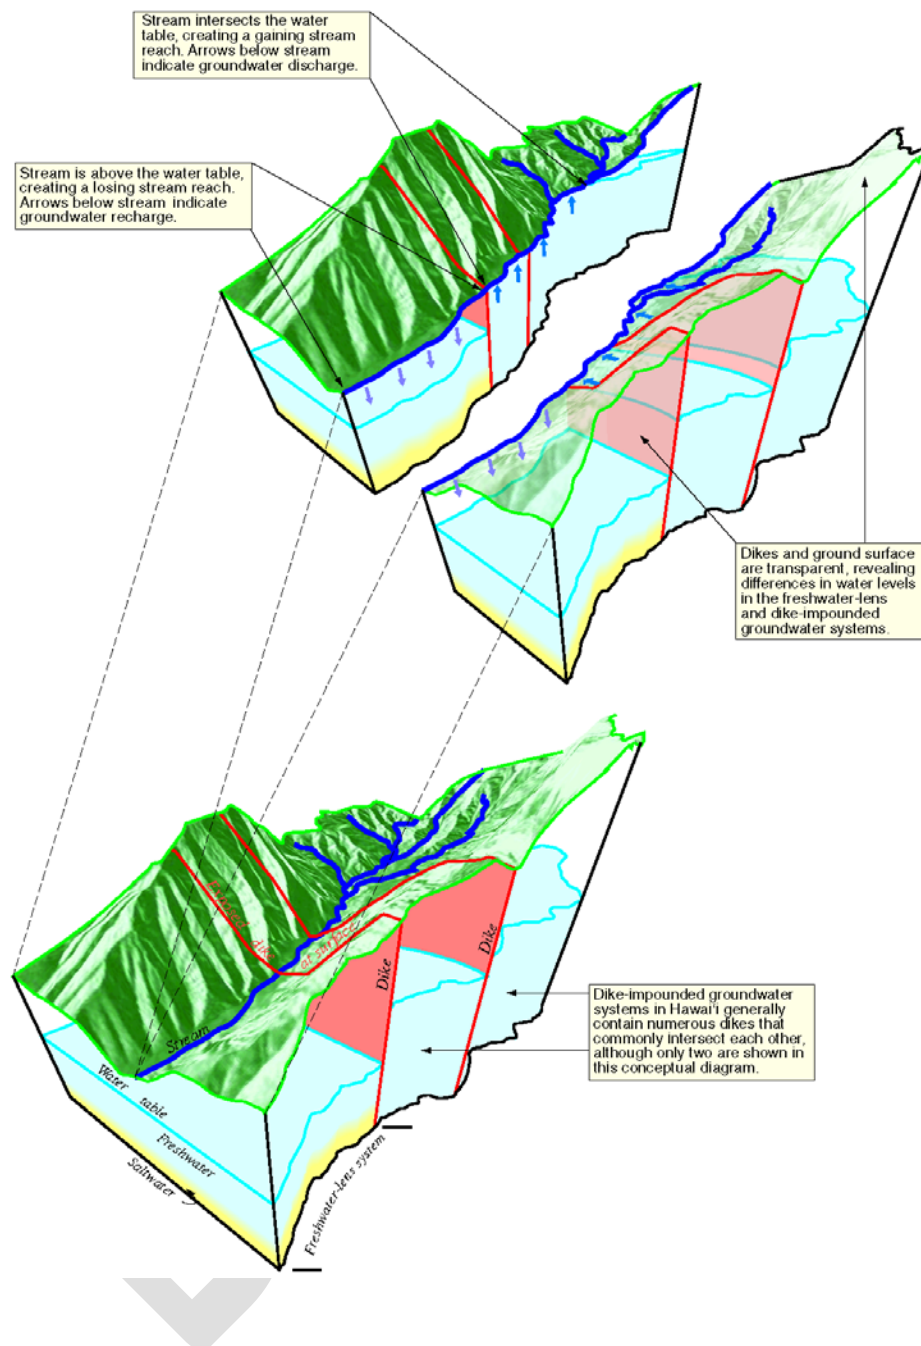 Stream intersects the water
table, creating a gaining stream
reach. Arrows below stream
indicate groundwater discharge.
Stream is above the water table,
creating a losing stream reach.
Arrows below stream indicate
groundwater recharge.
Dikes and ground surface
are transparent, revealing
differences in water levels
in the freshwater-lens
and dike-impounded
groundwater systems.
Exposed dike at surface
Dike
Dike
Stream
Dike-impounded groundwater
systems in Hawai'i generally
contain numerous dikes that
commonly intersect each other,
although only two are shown in
this conceptual diagram.
Water table
Freshwater
Saltwater
Freshwater-lens system